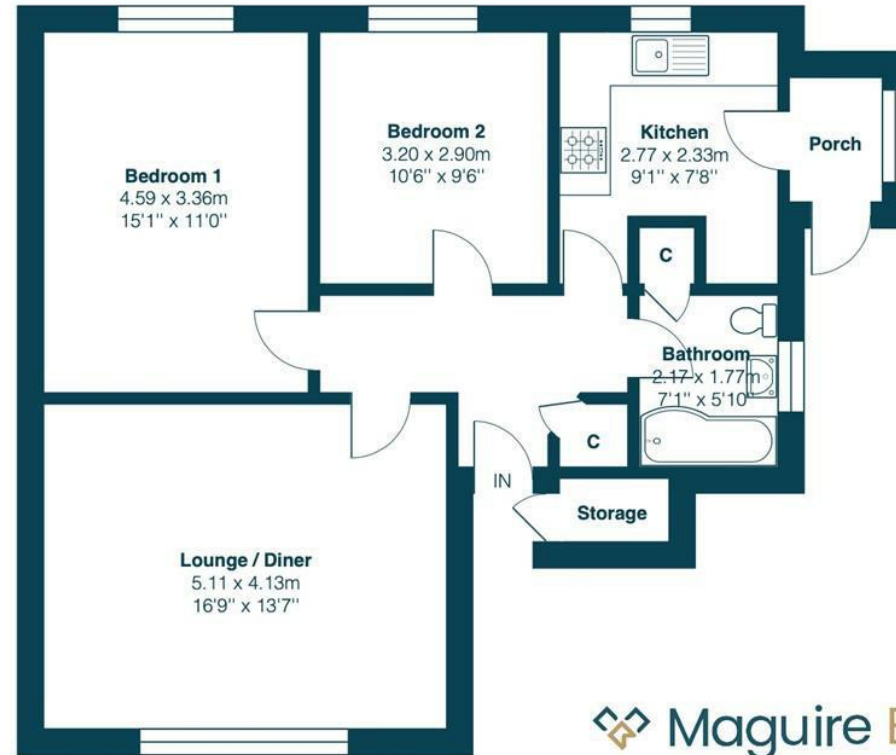 Bedroom 1
4.59 x 3.36m
15'1'' x 11'0''
Bedroom 2
3.20 x 2.90m
10'6'' x 9'6''
Kitchen
2.77 x 2.33m
9'1'' x 7'8''
Porch
C
Bathroom
2.17 x 1.77m
7'1'' x 5'10'
C
IN
Storage
Lounge / Diner
5.11 x 4.13m
16'9'' x 13'7''
Maguire